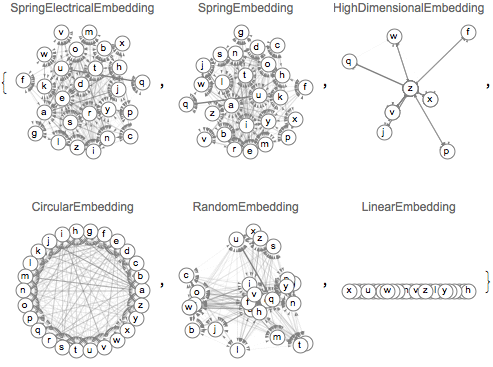 SpringElectricalEmbedding
v m
w o b x
u t h
f k d j q
e
a s r y p
g l z i n c
SpringEmbedding
g n d c
j s t o h
w l
q z a u k f
i y x
v b r e m
HighDimensionalEmbedding
w f
q
z
v x
j
p
CircularEmbedding
j i h g f e
k d
l c
m b
n a
o z
p y
q x
r s t u v w
RandomEmbedding
u x z s
c
o i y
w v q n
h
b j
l m t
LinearEmbedding
x u w n v z l y h